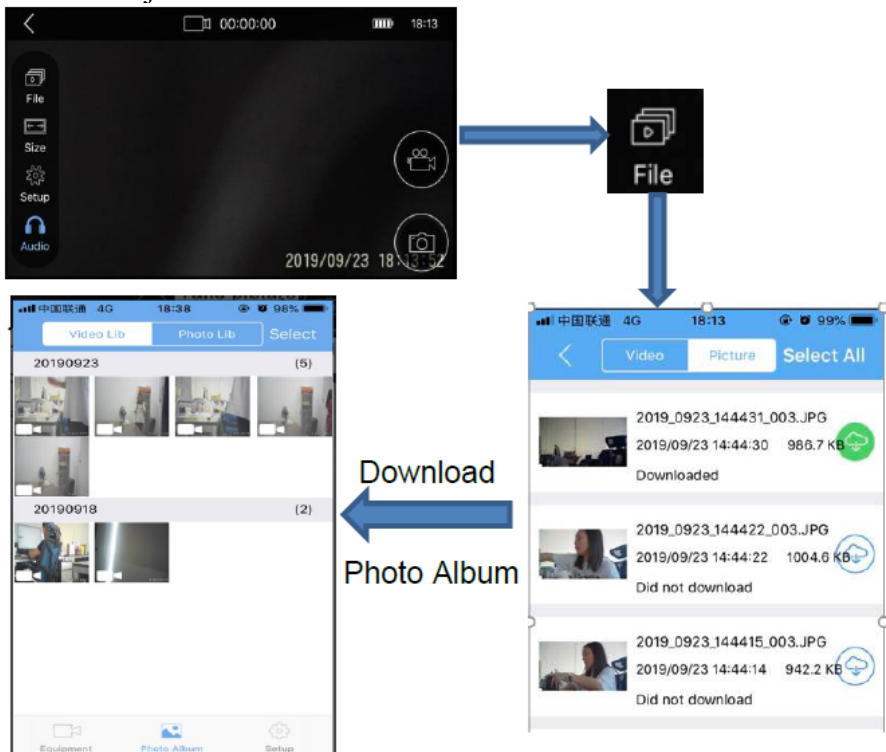 00:00:00 18:13
File
Size
Setup
Audio
2019/09/23 18:13:52
File
中国联通 4G 18:38 98%
Video Lib Photo Lib Select
20190923 (5)
20190918 (2)
Equipment Photo Album Setup
Download
Photo Album
中国联通 4G 18:13 99%
Video Picture Select All
2019_0923_144431_003.JPG
2019/09/23 14:44:30 986.7 KB
Downloaded
2019_0923_144422_003.JPG
2019/09/23 14:44:22 1004.6 KB
Did not download
2019_0923_144415_003.JPG
2019/09/23 14:44:14 942.2 KB
Did not download